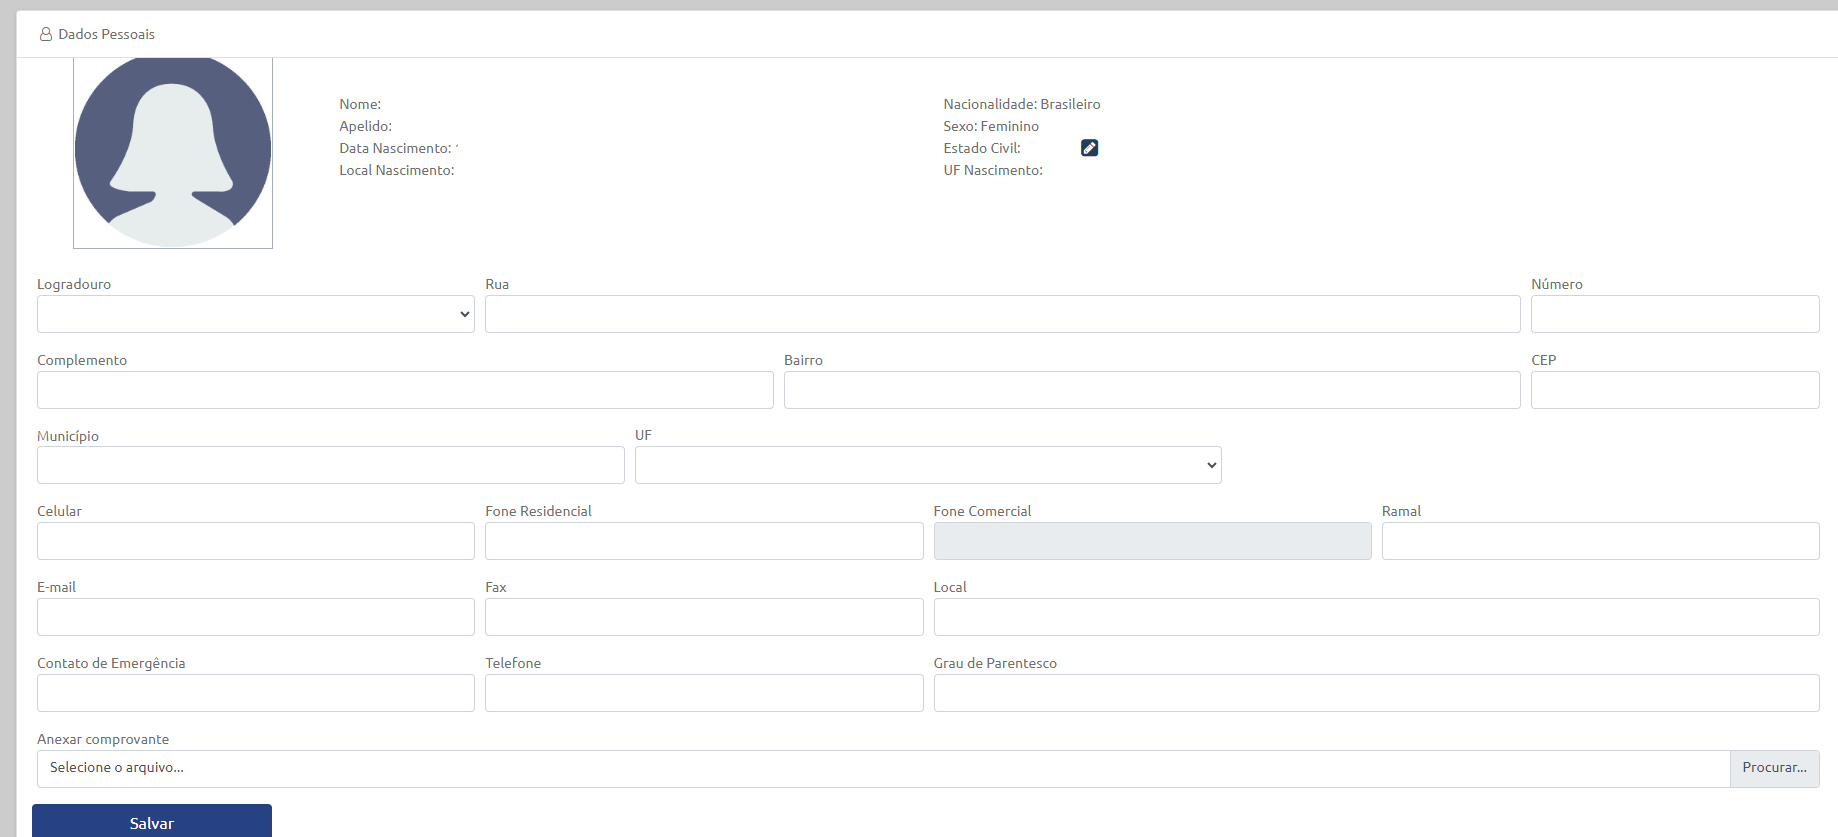 Dados Pessoais
Nome:
Nacionalidade: Brasileiro
Apelido:
Sexo: Feminino
Data Nascimento:
Estado Civil:
Local Nascimento:
UF Nascimento:
Logradouro Rua Número
Complemento Bairro CEP
Município UF
Celular Fone Residencial Fone Comercial Ramal
E-mail Fax Local
Contato de Emergência Telefone Grau de Parentesco
Anexar comprovante
Selecione o arquivo... Procurar...
Salvar